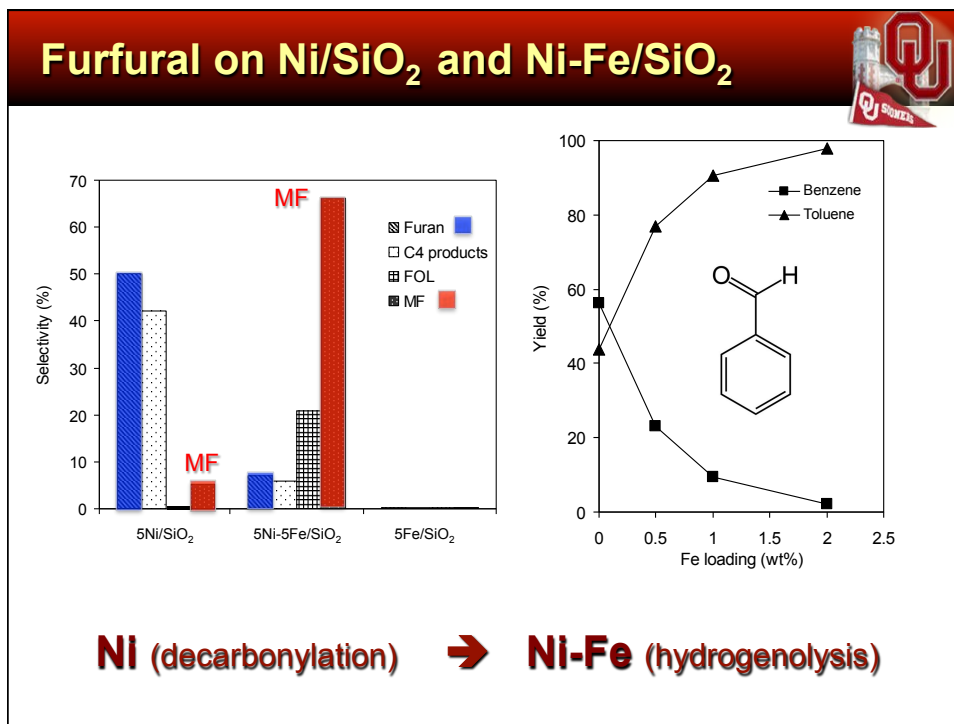 Furfural on Ni/SiO₂ and Ni-Fe/SiO₂
OU
OU SOONERS
70
60
50
40
30
20
10
0
Selectivity (%)
MF
MF
Furan
C4 products
FOL
MF
5Ni/SiO₂
5Ni-5Fe/SiO₂
5Fe/SiO₂
100
80
60
40
20
0
Yield (%)
Benzene
Toluene
O
H
0
0.5
1
1.5
2
2.5
Fe loading (wt%)
Ni (decarbonylation) ➔ Ni-Fe (hydrogenolysis)